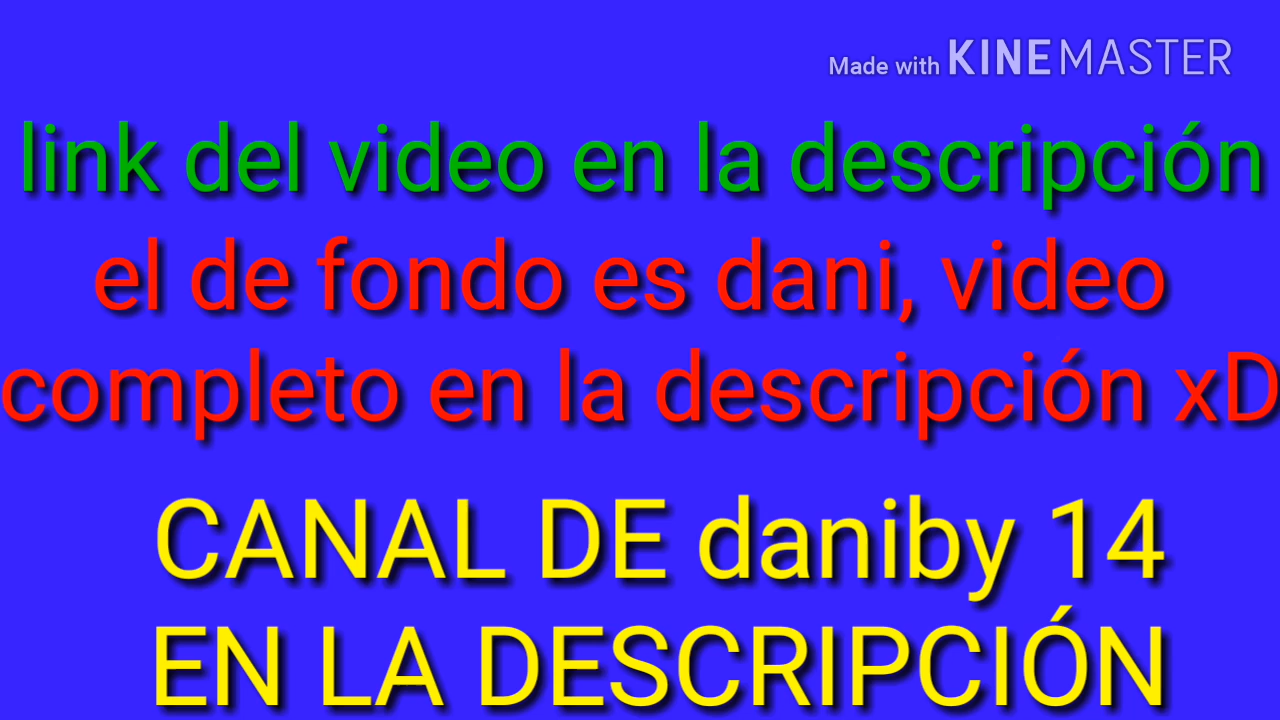 Made with KINEMASTER
link del video en la descripción
el de fondo es dani, video
completo en la descripción xD
CANAL DE daniby 14
EN LA DESCRIPCIÓN